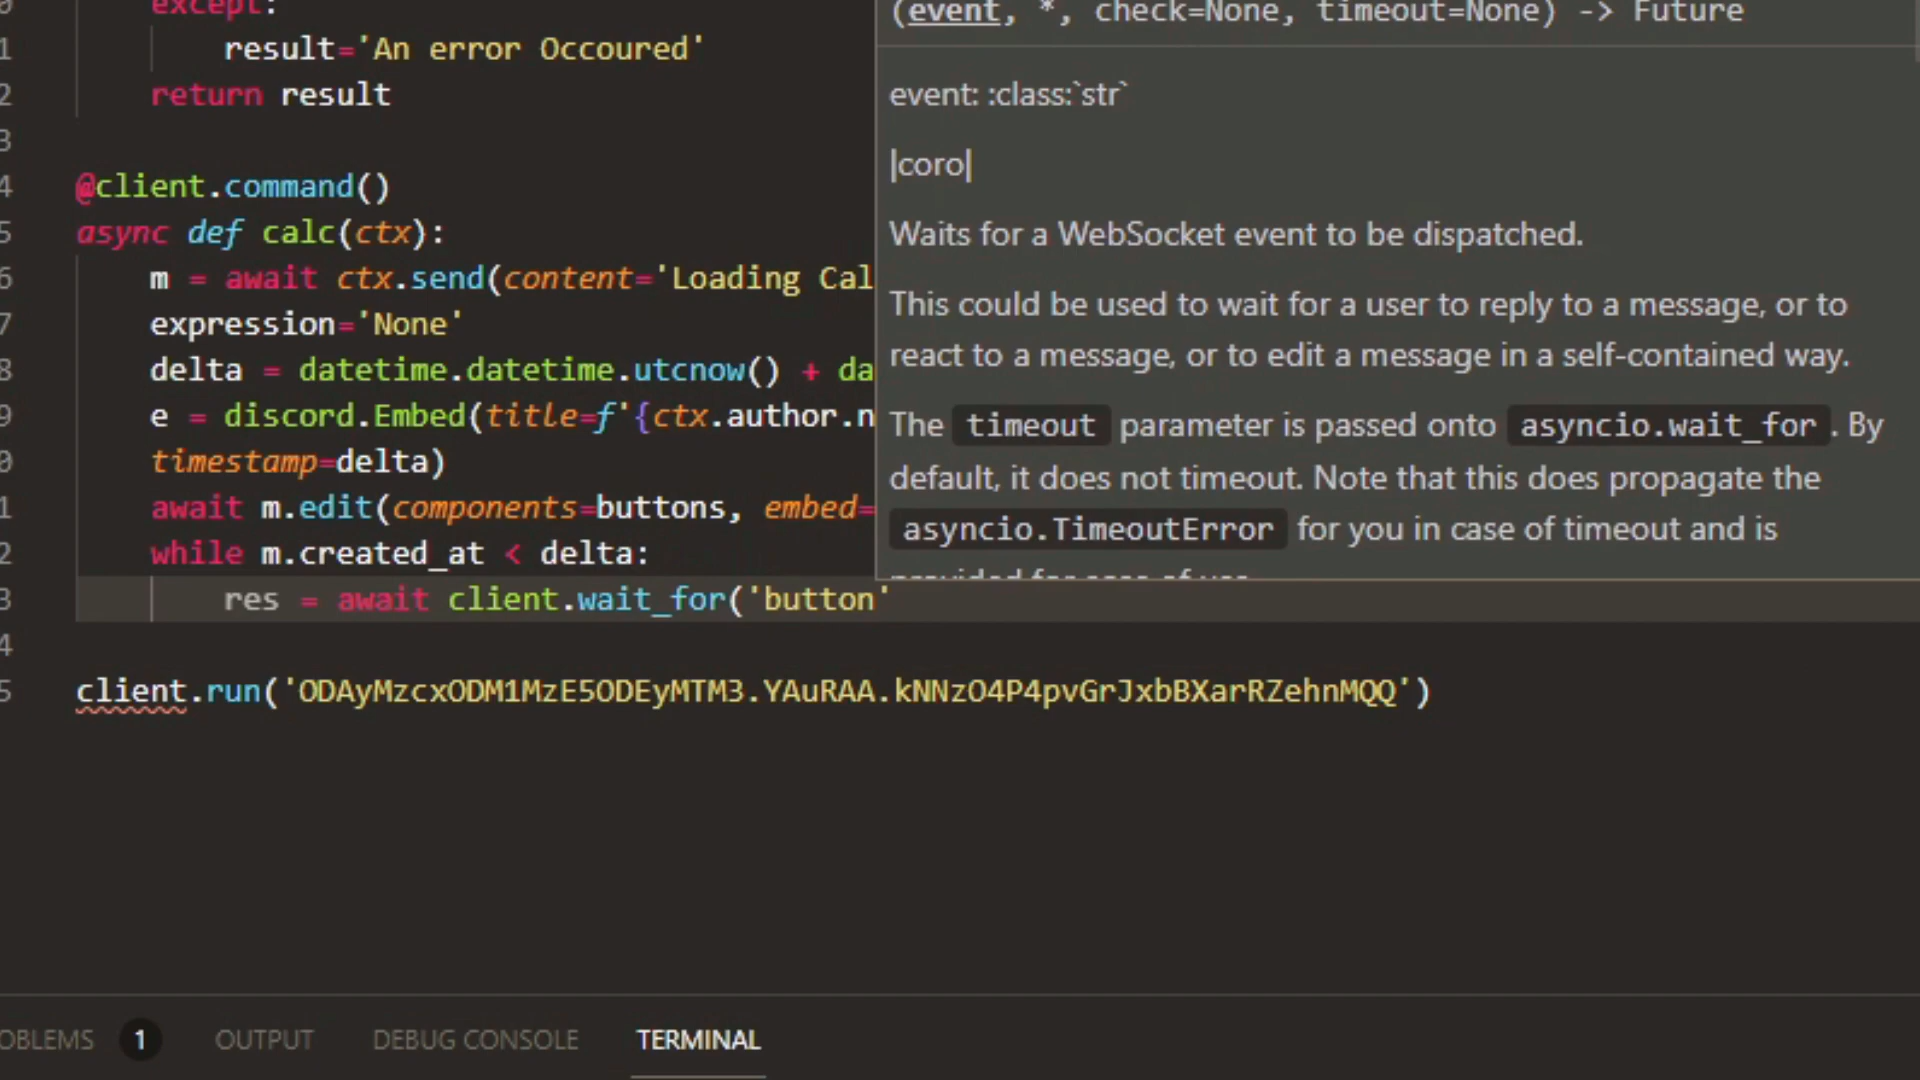 except:
result='An error Occoured'
return result
@client.command()
async def calc(ctx):
m = await ctx.send(content='Loading Cal
expression='None'
delta = datetime.datetime.utcnow() + da
e = discord.Embed(title=f'{ctx.author.n
timestamp=delta)
await m.edit(components=buttons, embed=
while m.created_at < delta:
res = await client.wait_for('button'
client.run('ODAyMzcxODM1MzE5ODEyMTM3.YAuRAA.kNNzO4P4pvGrJxbBXarRZehnMQQ')
(event, *, check=None, timeout=None) -> Future
event: :class:`str`
|coro|
Waits for a WebSocket event to be dispatched.
This could be used to wait for a user to reply to a message, or to
react to a message, or to edit a message in a self-contained way.
The timeout parameter is passed onto asyncio.wait_for . By
default, it does not timeout. Note that this does propagate the
asyncio.TimeoutError for you in case of timeout and is
OBLEMS 1 OUTPUT DEBUG CONSOLE TERMINAL